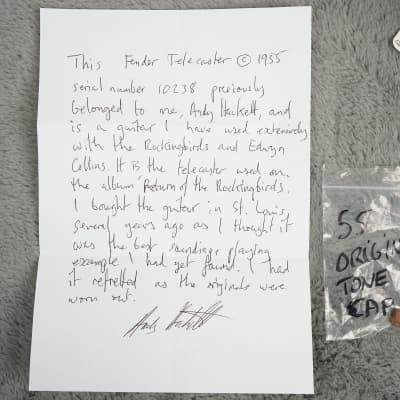 This Fender Telecaster © 1955
serial number 10238 previously
belonged to me, Andy Hackett, and
is a guitar I have used extensively
with the Rockingbirds and Edwyn
Collins. It is the telecaster used on
the album 'Return of the Rockingbirds'.
I bought the guitar in St. Louis,
several years ago as I thought it
was the best sounding & playing
example I had yet found. I had
it refretted as the originals were
worn out.
55
ORIGIN
TONE
CAP